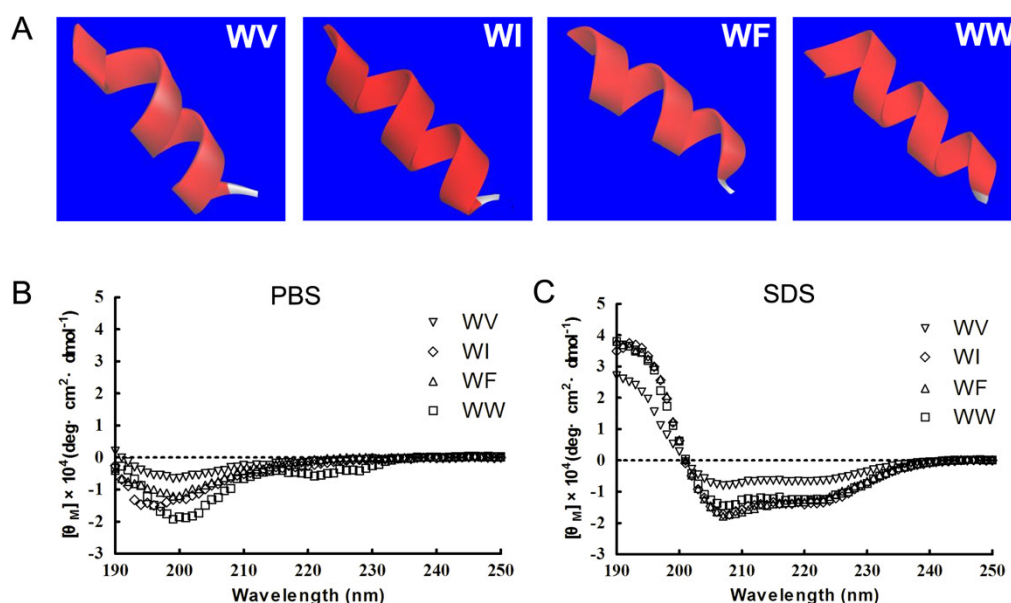 A
WV
WI
WF
WW
B
PBS
[θ M] × 10⁴ (deg· cm²· dmol⁻¹)
5
4
3
2
1
0
-1
-2
-3
190 200 210 220 230 240 250
Wavelength (nm)
WV
WI
WF
WW
C
SDS
[θ M] × 10⁴ (deg· cm²· dmol⁻¹)
5
4
3
2
1
0
-1
-2
-3
190 200 210 220 230 240 250
Wavelength (nm)
WV
WI
WF
WW